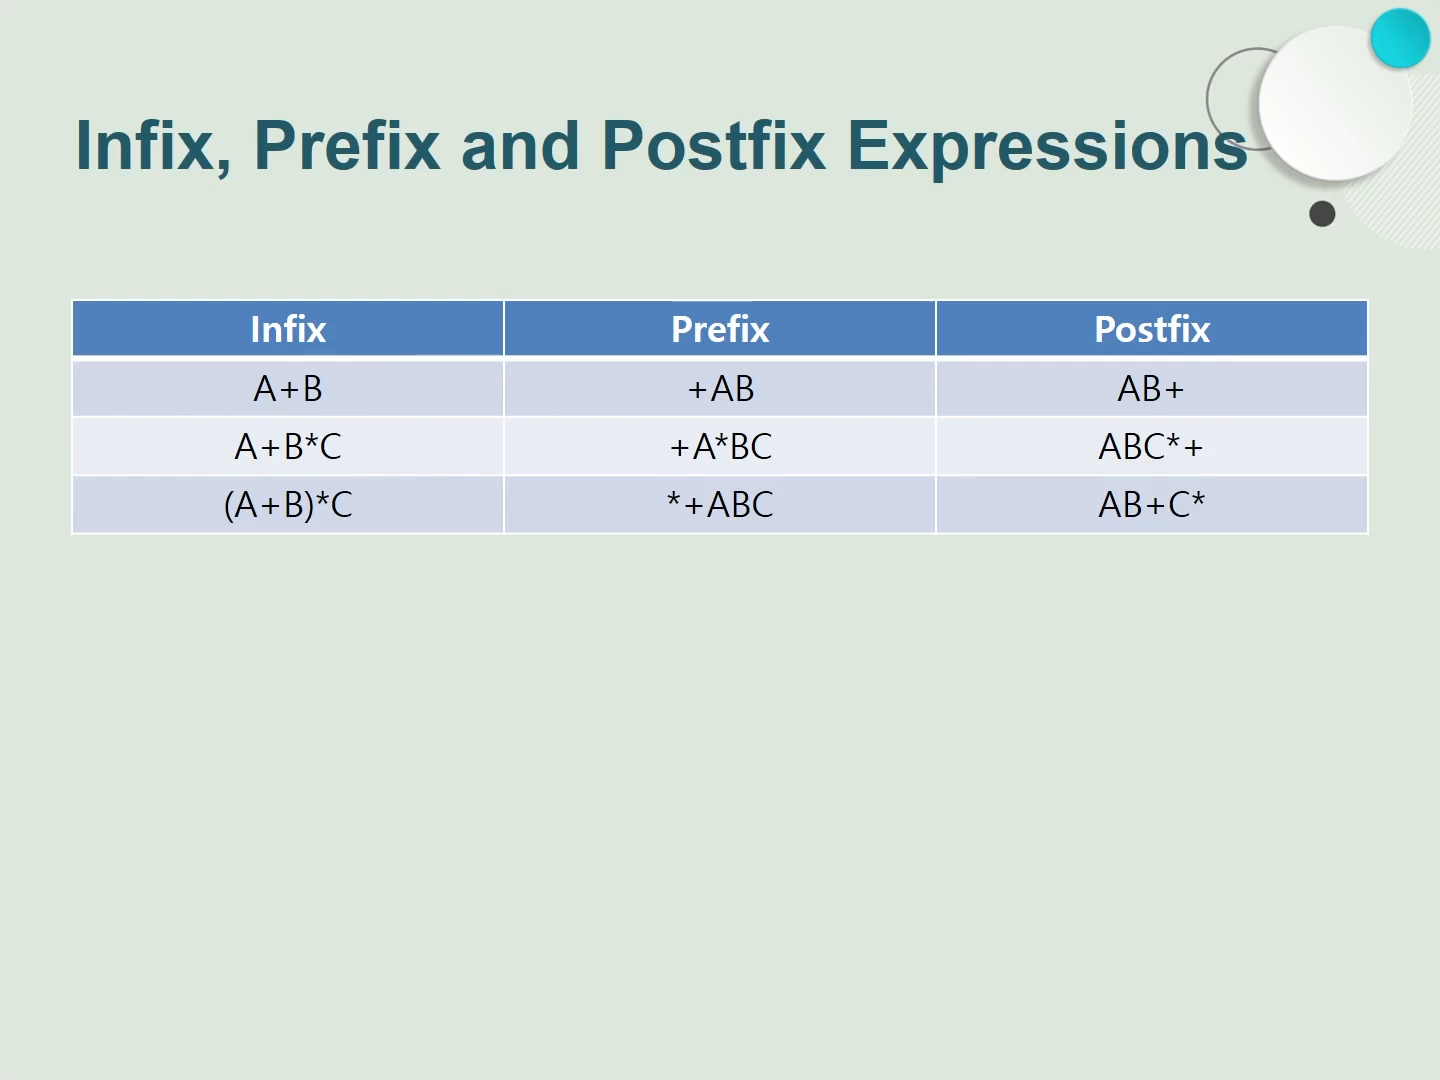 Infix, Prefix and Postfix Expressions
Infix Prefix Postfix
A+B +AB AB+
A+B*C +A*BC ABC*+
(A+B)*C *+ABC AB+C*